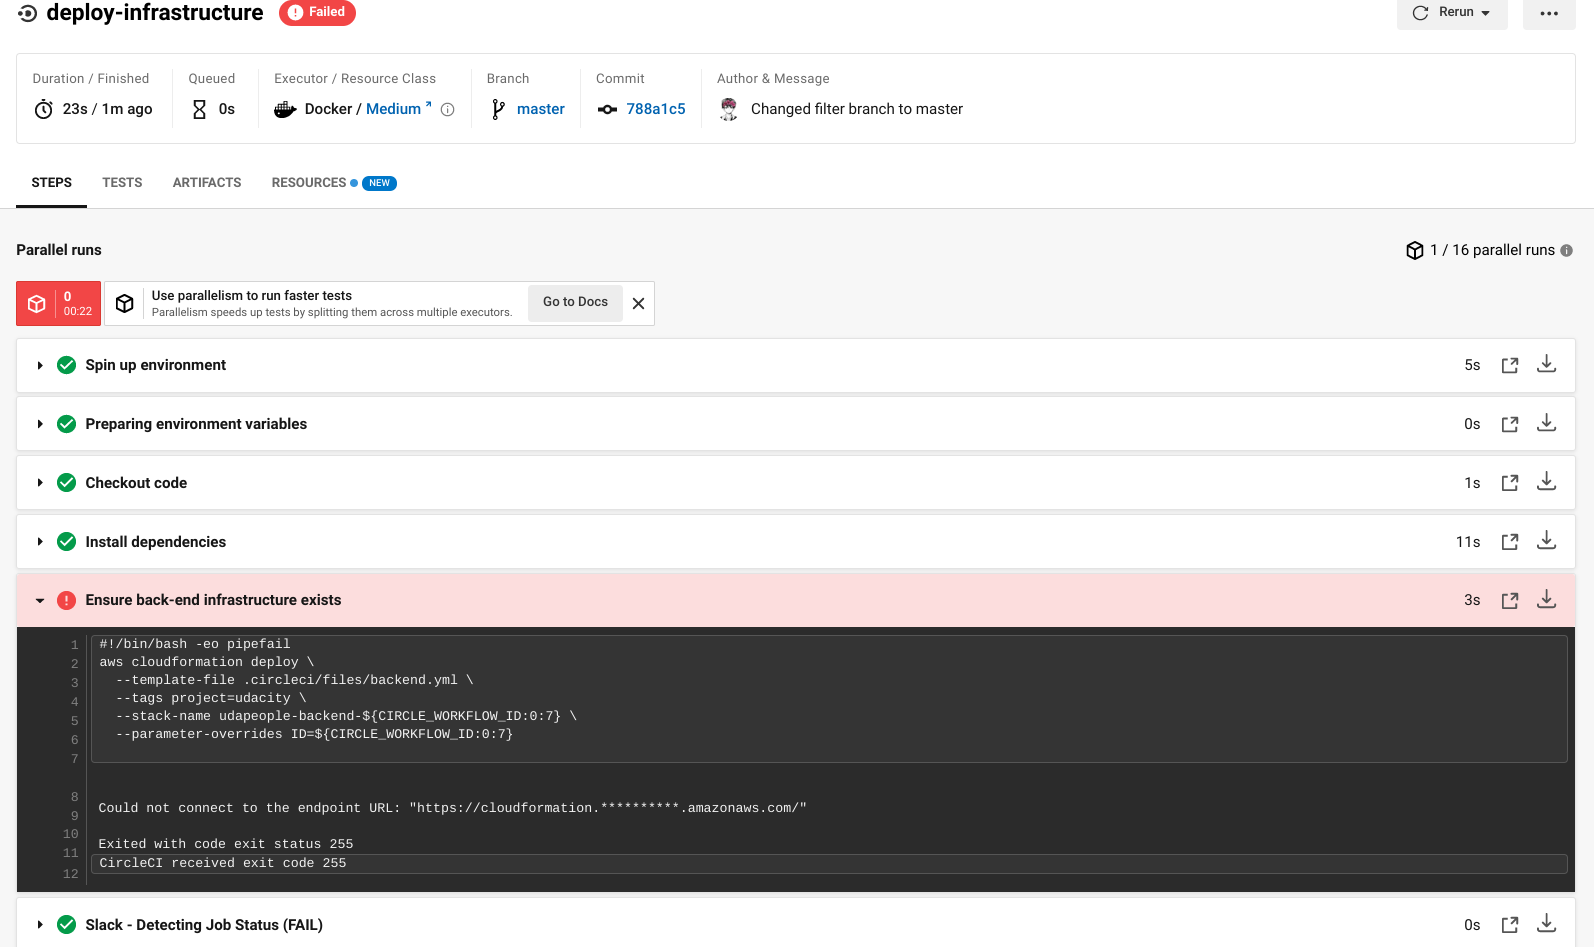 deploy-infrastructure Failed Rerun
Duration / Finished Queued Executor / Resource Class Branch Commit Author & Message
23s / 1m ago 0s Docker / Medium master 788a1c5 Changed filter branch to master
STEPS TESTS ARTIFACTS RESOURCES NEW
Parallel runs 1 / 16 parallel runs
0
00:22
Use parallelism to run faster tests
Parallelism speeds up tests by splitting them across multiple executors.
Go to Docs
Spin up environment 5s
Preparing environment variables 0s
Checkout code 1s
Install dependencies 11s
Ensure back-end infrastructure exists 3s
1 #!/bin/bash -eo pipefail
2 aws cloudformation deploy \
3 --template-file .circleci/files/backend.yml \
4 --tags project=udacity \
5 --stack-name udapeople-backend-${CIRCLE_WORKFLOW_ID:0:7} \
6 --parameter-overrides ID=${CIRCLE_WORKFLOW_ID:0:7}
7
8
9 Could not connect to the endpoint URL: "https://cloudformation.**********.amazonaws.com/"
10
11 Exited with code exit status 255
12 CircleCI received exit code 255
Slack - Detecting Job Status (FAIL) 0s